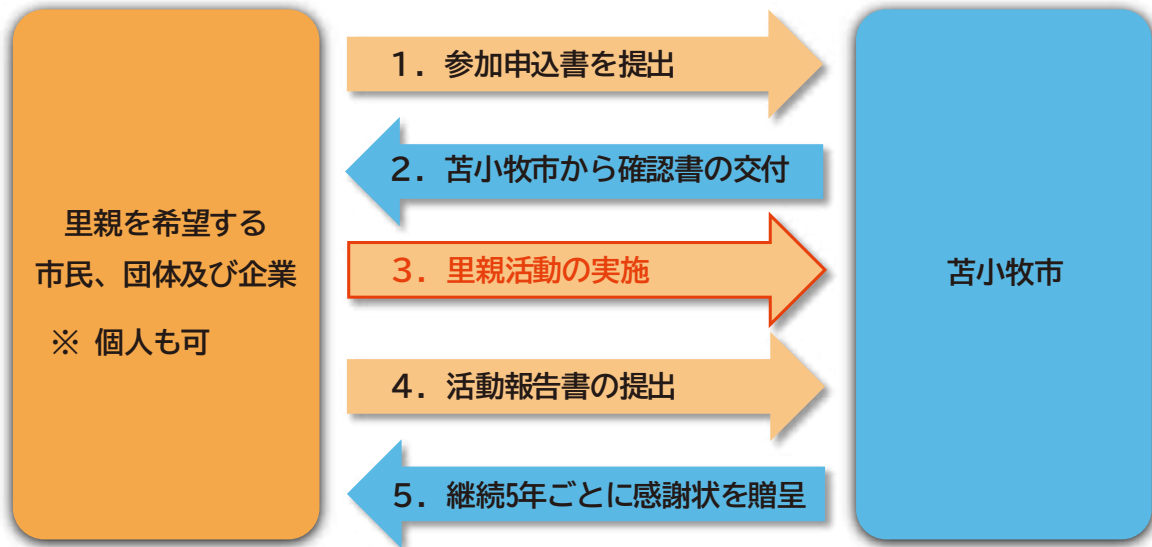 里親を希望する
市民、団体及び企業
※ 個人も可
1. 参加申込書を提出
2. 苫小牧市から確認書の交付
3. 里親活動の実施
4. 活動報告書の提出
5. 継続5年ごとに感謝状を贈呈
苫小牧市